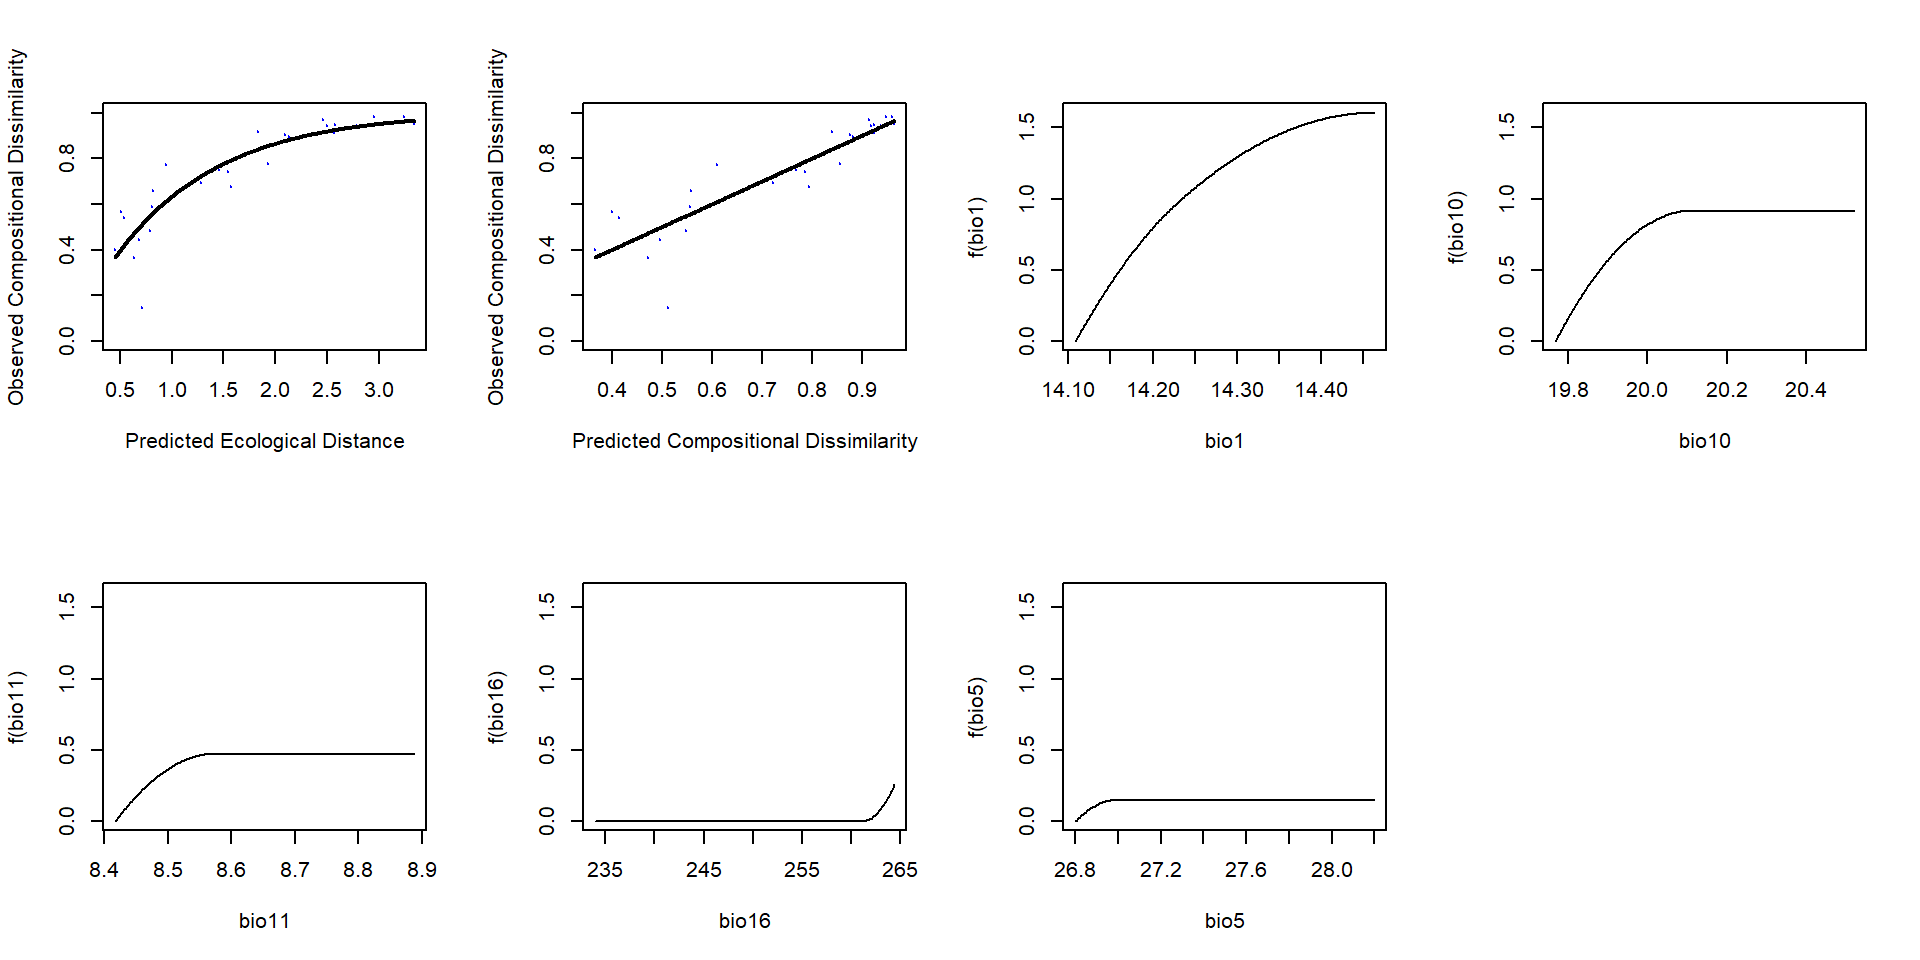 Observed Compositional Dissimilarity
0.0 0.4 0.8
0.5 1.0 1.5 2.0 2.5 3.0
Predicted Ecological Distance
Observed Compositional Dissimilarity
0.0 0.4 0.8
0.4 0.5 0.6 0.7 0.8 0.9
Predicted Compositional Dissimilarity
f(bio1)
0.0 0.5 1.0 1.5
14.10 14.20 14.30 14.40
bio1
f(bio10)
0.0 0.5 1.0 1.5
19.8 20.0 20.2 20.4
bio10
f(bio11)
0.0 0.5 1.0 1.5
8.4 8.5 8.6 8.7 8.8 8.9
bio11
f(bio16)
0.0 0.5 1.0 1.5
235 245 255 265
bio16
f(bio5)
0.0 0.5 1.0 1.5
26.8 27.2 27.6 28.0
bio5